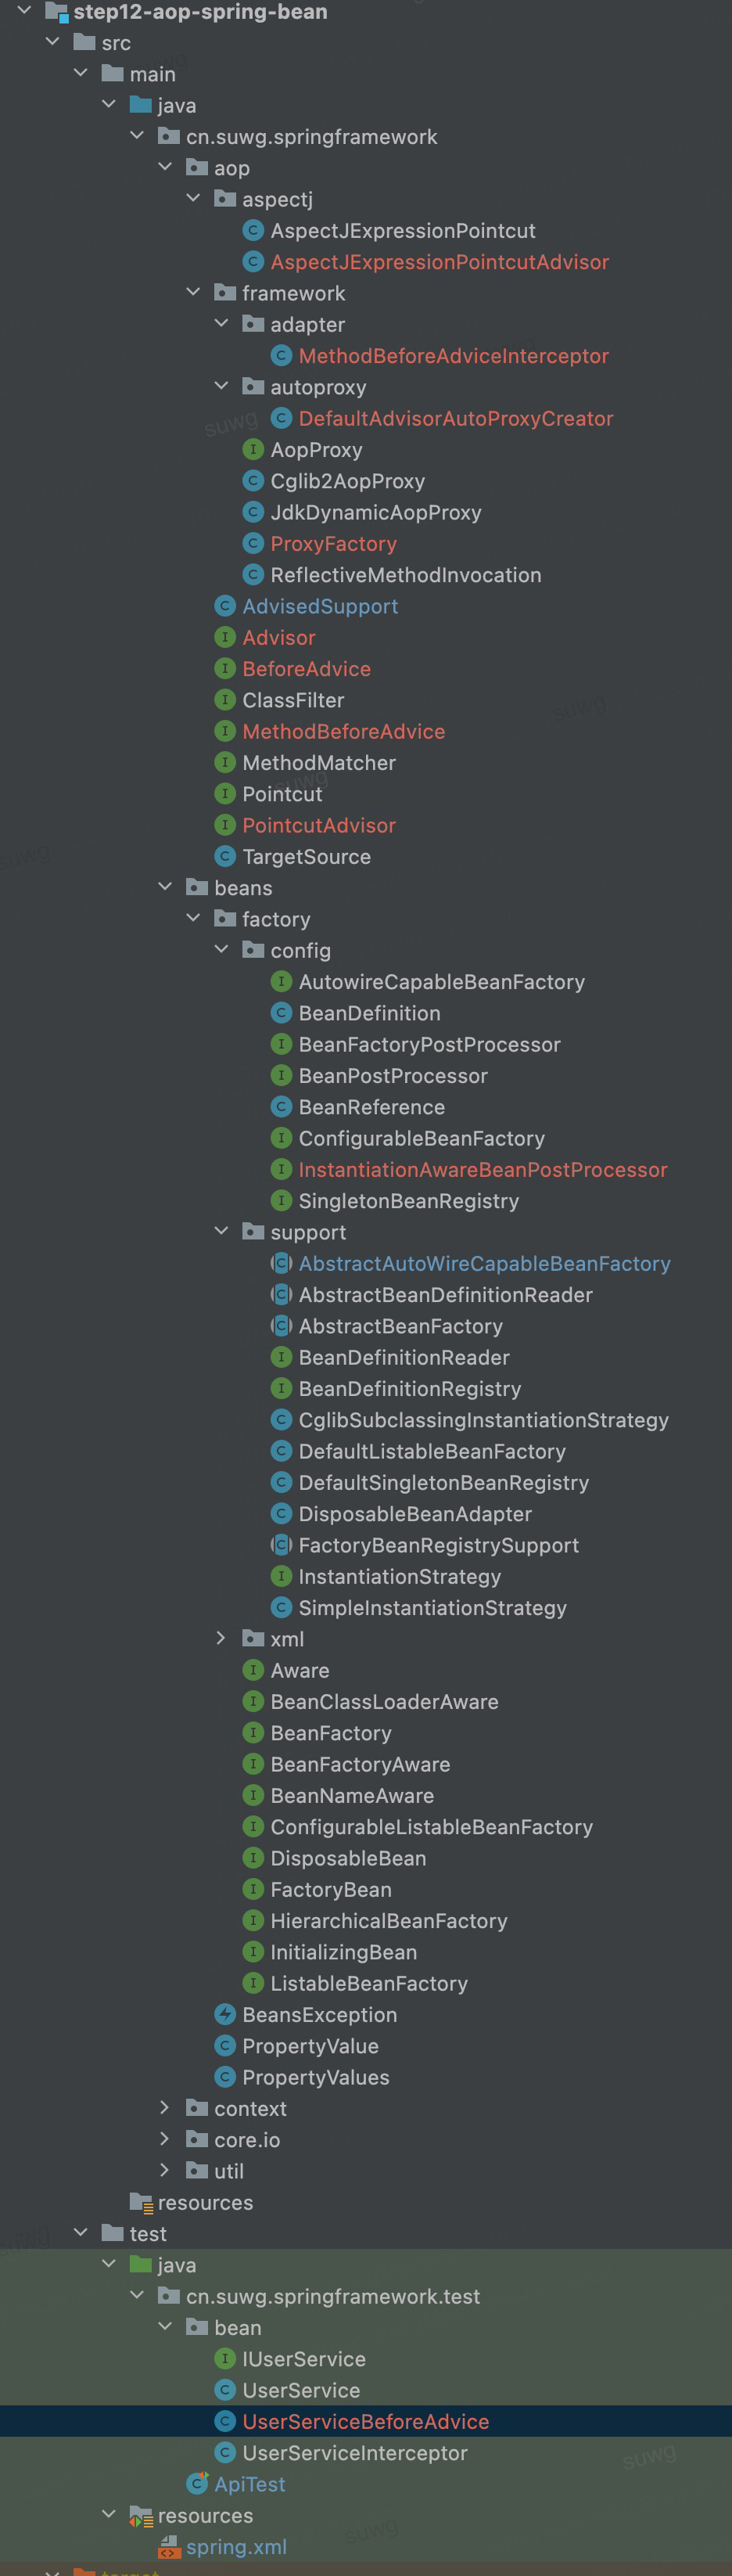 step12-aop-spring-bean
src
main
java
cn.suwg.springframework
aop
aspectj
AspectJExpressionPointcut
AspectJExpressionPointcutAdvisor
framework
adapter
MethodBeforeAdviceInterceptor
autoproxy
DefaultAdvisorAutoProxyCreator
AopProxy
Cglib2AopProxy
JdkDynamicAopProxy
ProxyFactory
ReflectiveMethodInvocation
AdvisedSupport
Advisor
BeforeAdvice
ClassFilter
MethodBeforeAdvice
MethodMatcher
Pointcut
PointcutAdvisor
TargetSource
beans
factory
config
AutowireCapableBeanFactory
BeanDefinition
BeanFactoryPostProcessor
BeanPostProcessor
BeanReference
ConfigurableBeanFactory
InstantiationAwareBeanPostProcessor
SingletonBeanRegistry
support
AbstractAutoWireCapableBeanFactory
AbstractBeanDefinitionReader
AbstractBeanFactory
BeanDefinitionReader
BeanDefinitionRegistry
CglibSubclassingInstantiationStrategy
DefaultListableBeanFactory
DefaultSingletonBeanRegistry
DisposableBeanAdapter
FactoryBeanRegistrySupport
InstantiationStrategy
SimpleInstantiationStrategy
xml
Aware
BeanClassLoaderAware
BeanFactory
BeanFactoryAware
BeanNameAware
ConfigurableListableBeanFactory
DisposableBean
FactoryBean
HierarchicalBeanFactory
InitializingBean
ListableBeanFactory
BeansException
PropertyValue
PropertyValues
context
core.io
util
resources
test
java
cn.suwg.springframework.test
bean
IUserService
UserService
UserServiceBeforeAdvice
UserServiceInterceptor
ApiTest
resources
spring.xml